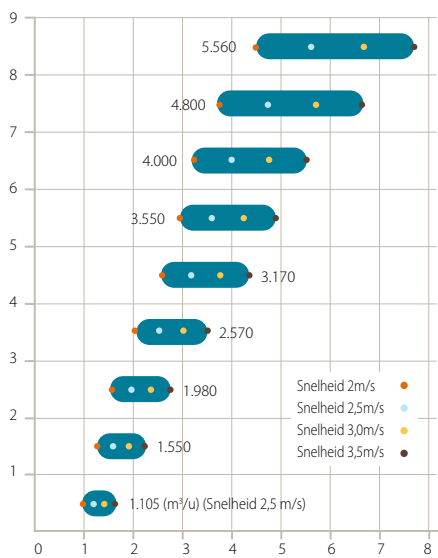 9
5.560
8
4.800
7
4.000
6
3.550
5
3.170
4
2.570
3
Snelheid 2m/s
1.980
Snelheid 2,5m/s
2
Snelheid 3,0m/s
1.550
Snelheid 3,5m/s
1
1.105 (m³/u) (Snelheid 2,5 m/s)
0 1 2 3 4 5 6 7 8